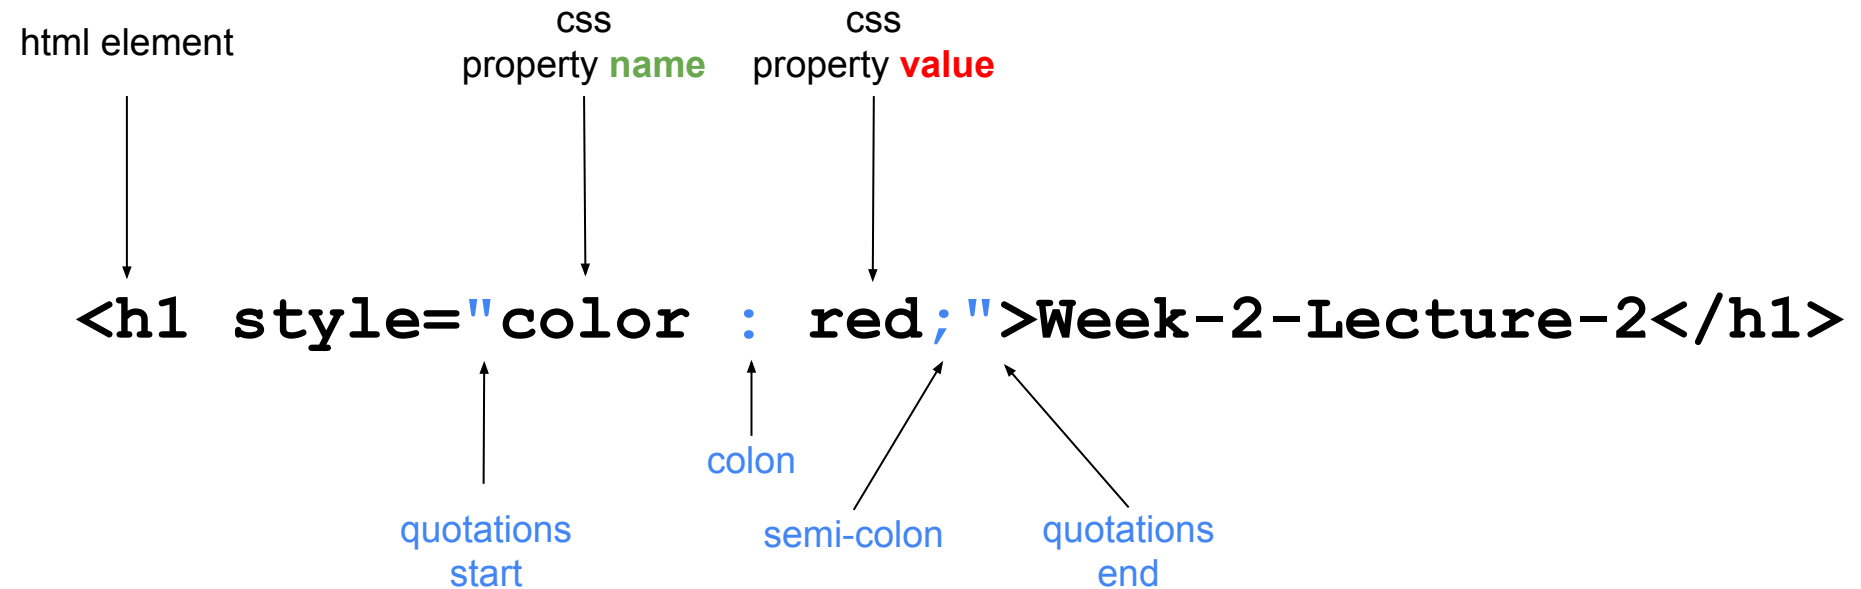 html element
css
property name
css
property value
<h1 style="color : red;">Week-2-Lecture-2</h1>
colon
quotations
start
semi-colon
quotations
end